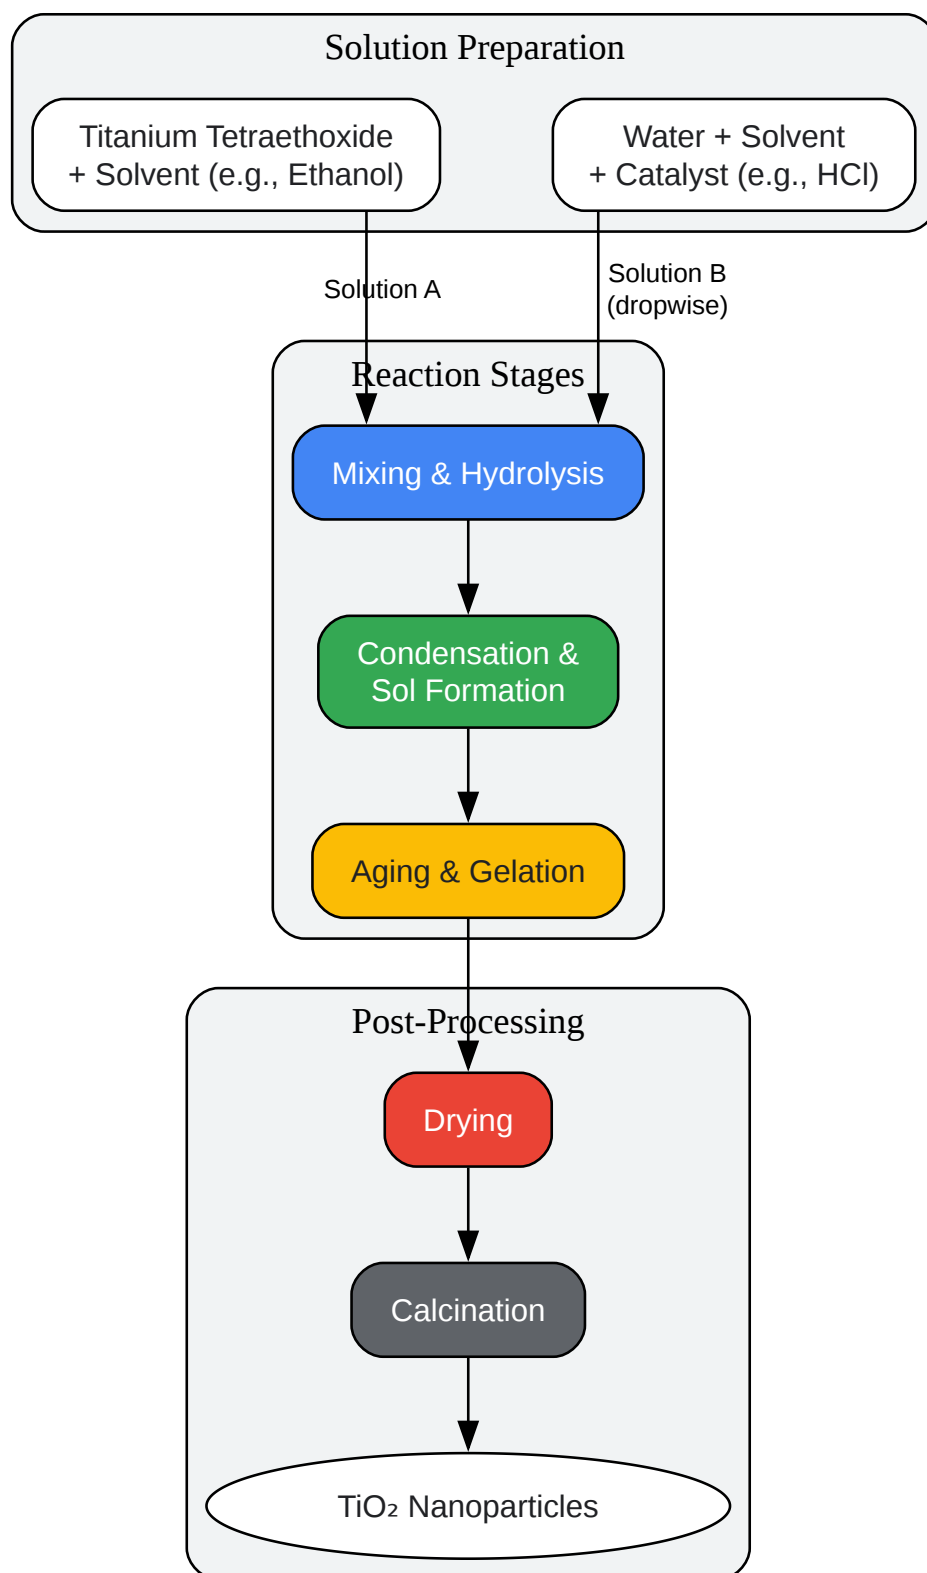 Solution Preparation
Titanium Tetraethoxide
+ Solvent (e.g., Ethanol)
Water + Solvent
+ Catalyst (e.g., HCl)
Solution A
Solution B
(dropwise)
Reaction Stages
Mixing & Hydrolysis
Condensation &
Sol Formation
Aging & Gelation
Post-Processing
Drying
Calcination
TiO₂ Nanoparticles